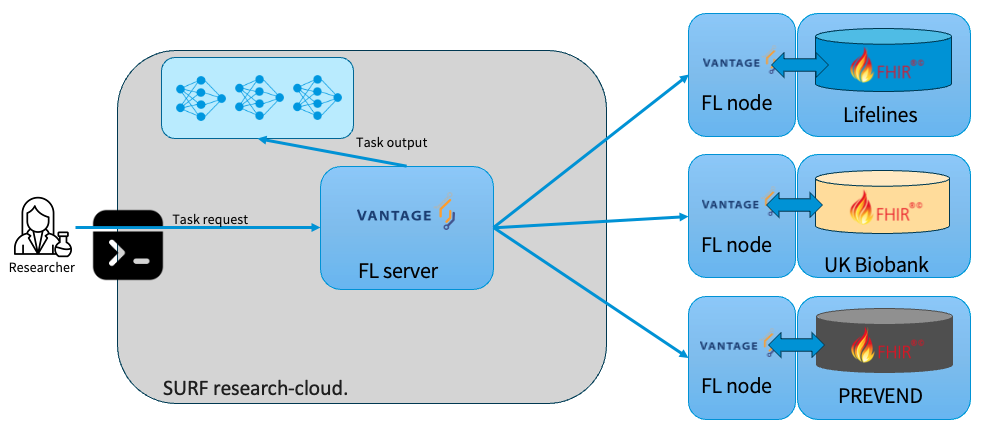 Researcher
>_
Task request
Task output
VANTAGE
FL server
SURF research-cloud.
VANTAGE
FL node
FHIR®©
Lifelines
VANTAGE
FL node
FHIR®©
UK Biobank
VANTAGE
FL node
FHIR®©
PREVEND